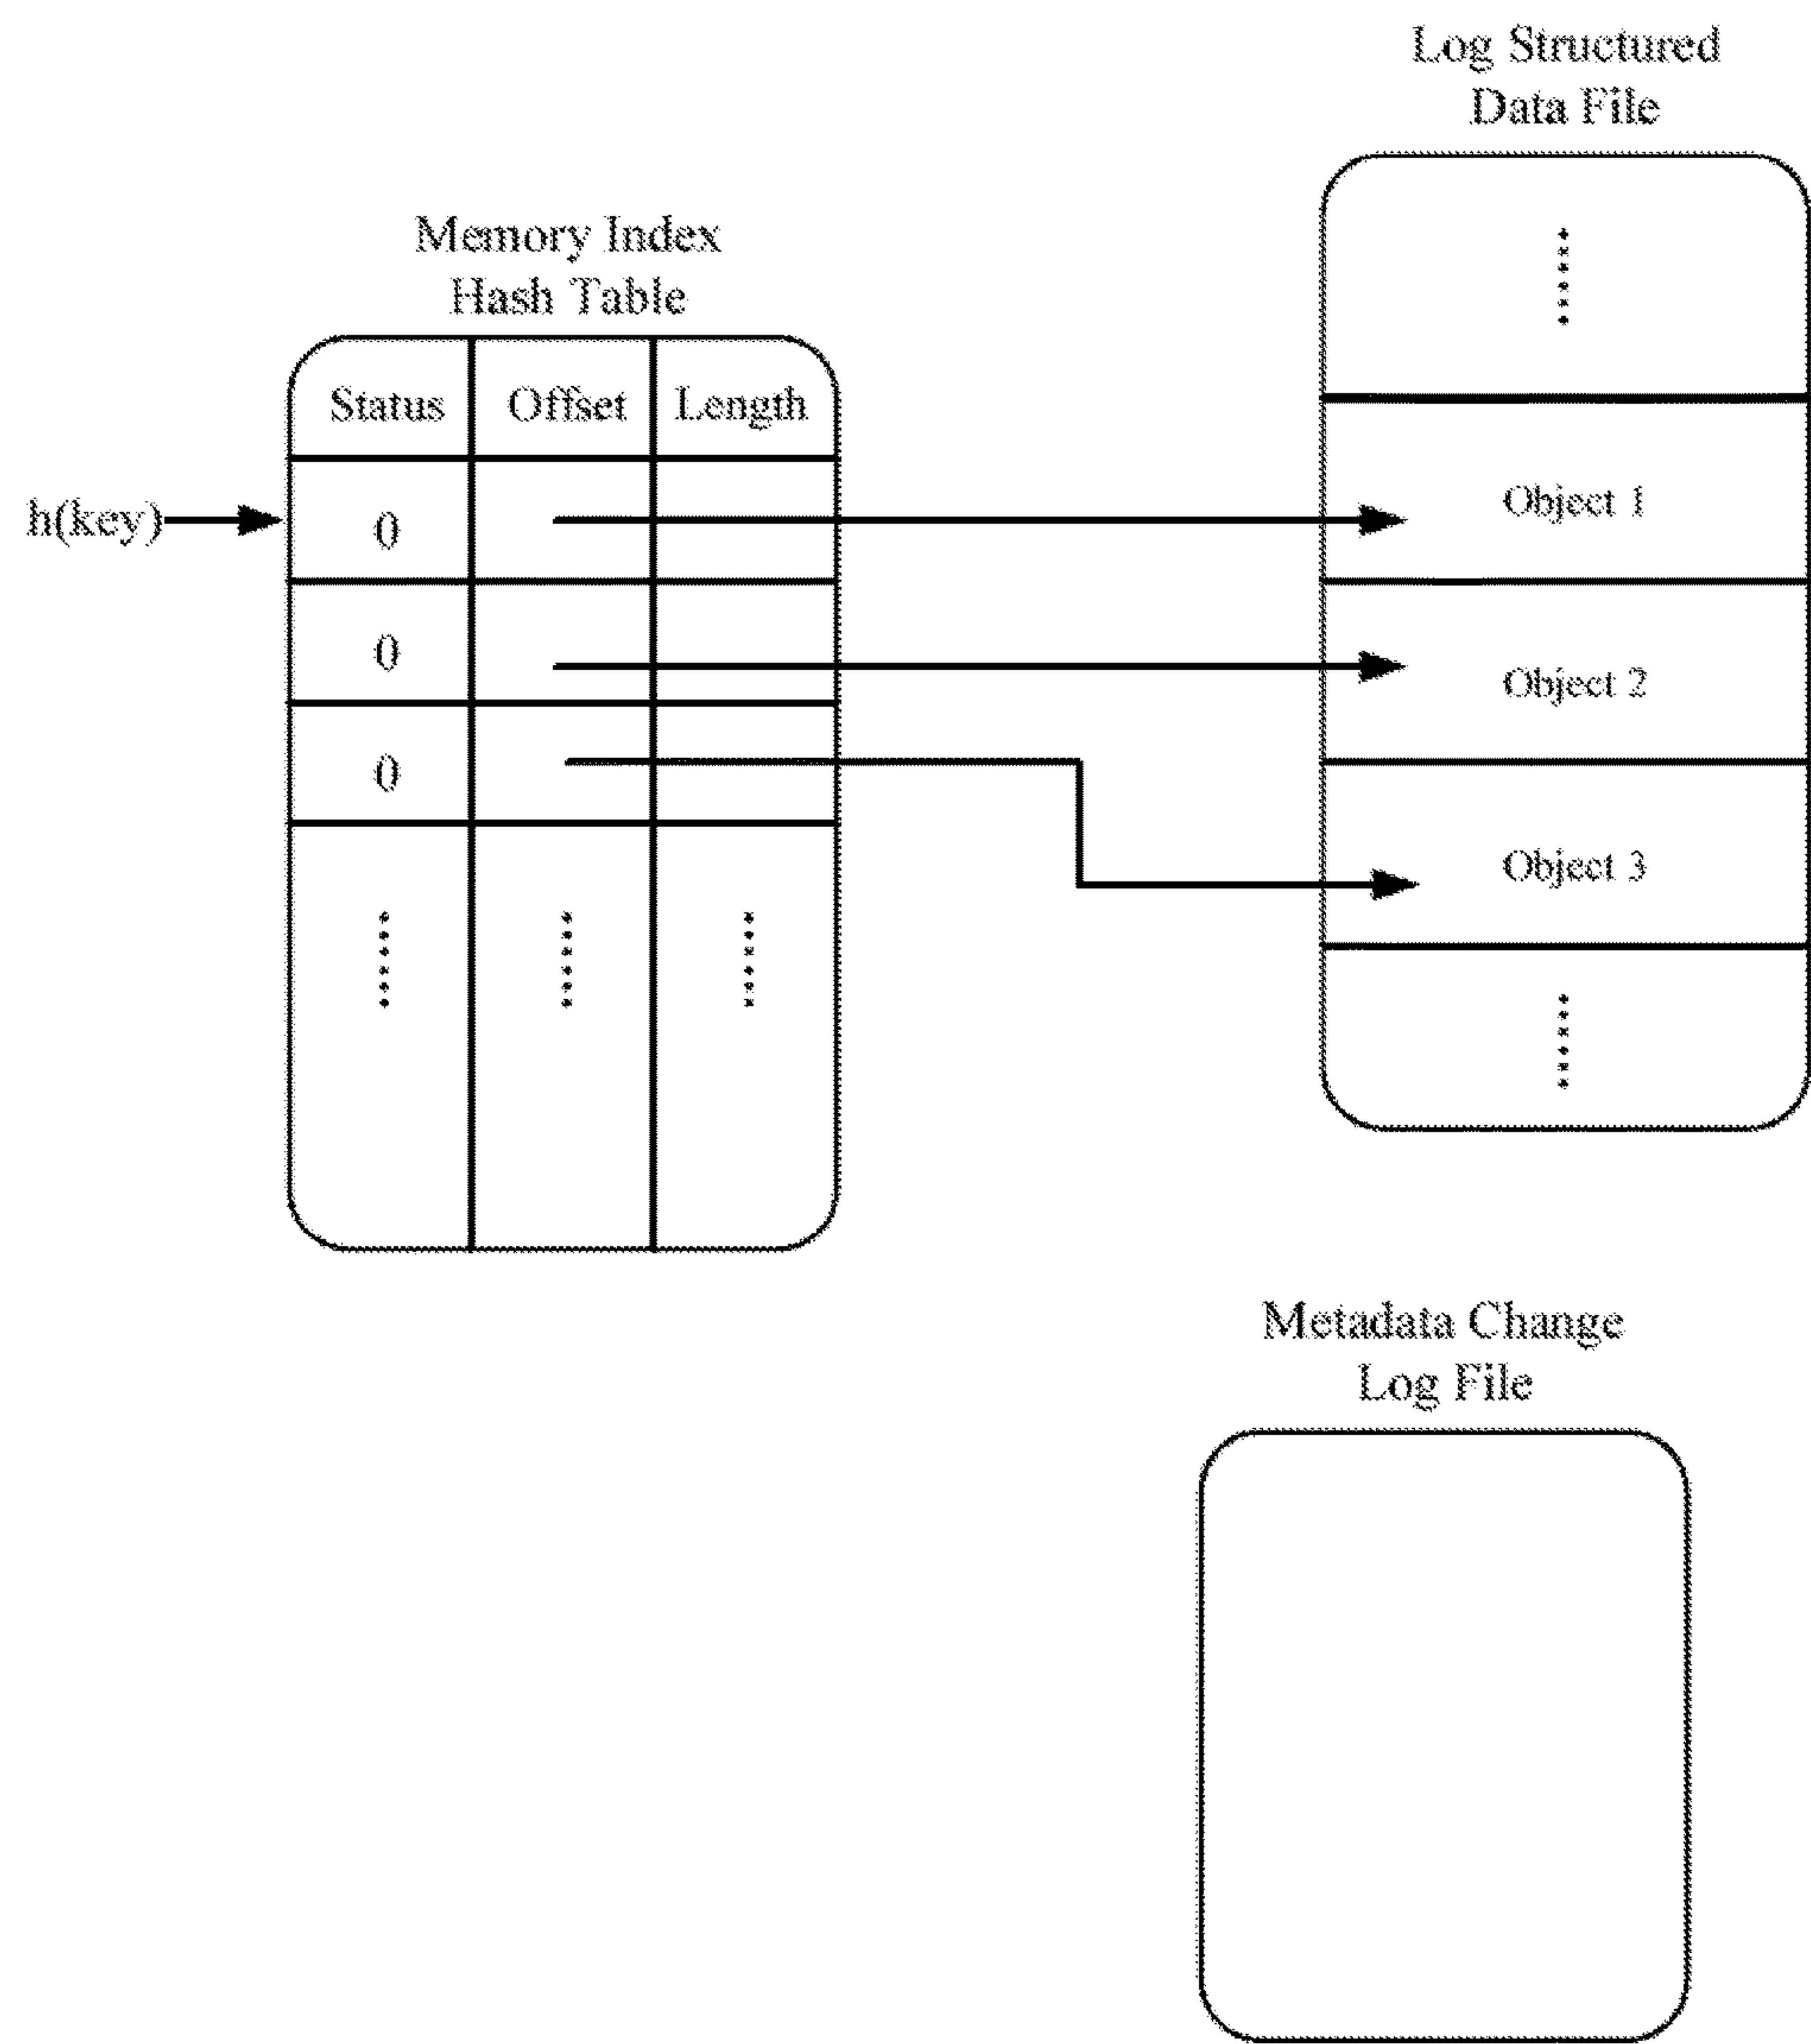 Log Structured
Data File
Memory Index
Hash Table
Status Offset Length
h(key)
0
Object 1
0
Object 2
0
Object 3
Metadata Change
Log File